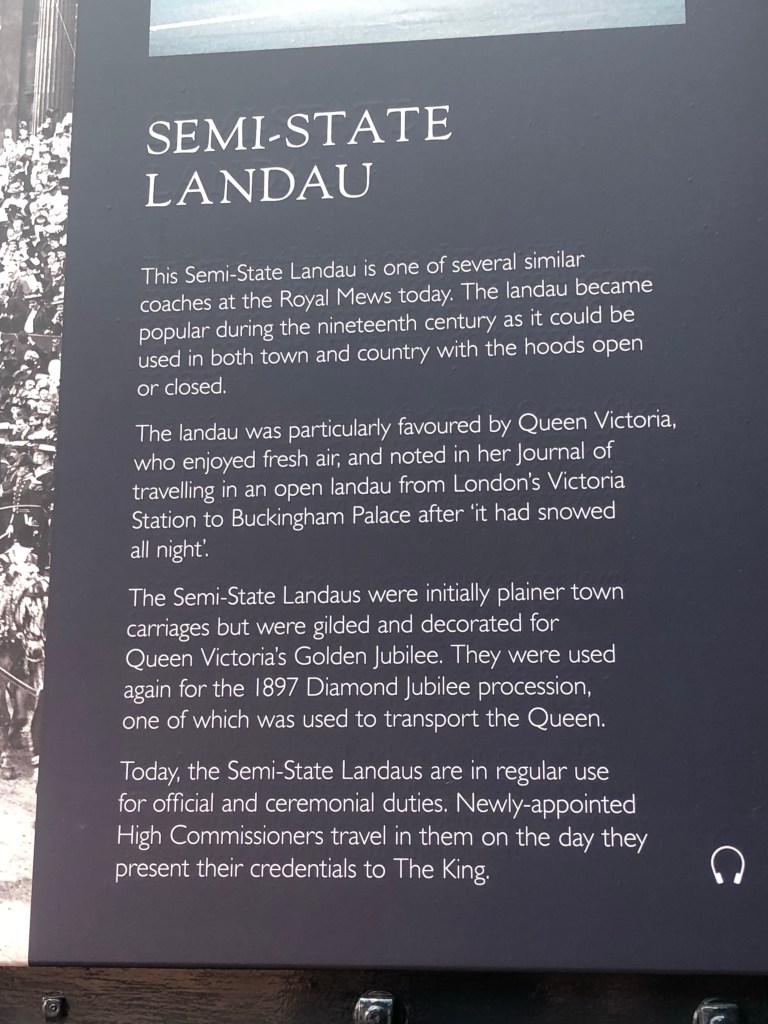 SEMI-STATE
LANDAU
This Semi-State Landau is one of several similar
coaches at the Royal Mews today. The landau became
popular during the nineteenth century as it could be
used in both town and country with the hoods open
or closed.
The landau was particularly favoured by Queen Victoria,
who enjoyed fresh air, and noted in her Journal of
travelling in an open landau from London's Victoria
Station to Buckingham Palace after ‘it had snowed
all night’.
The Semi-State Landaus were initially plainer town
carriages but were gilded and decorated for
Queen Victoria's Golden Jubilee. They were used
again for the 1897 Diamond Jubilee procession,
one of which was used to transport the Queen.
Today, the Semi-State Landaus are in regular use
for official and ceremonial duties. Newly-appointed
High Commissioners travel in them on the day they
present their credentials to The King.